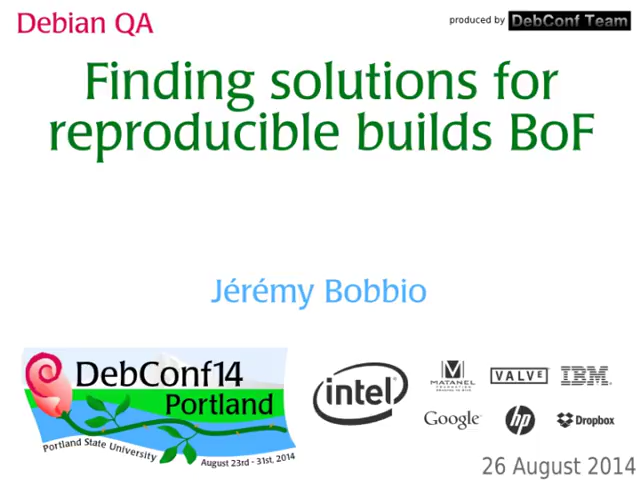 Debian QA
produced by DebConf Team
Finding solutions for
reproducible builds BoF
Jérémy Bobbio
DebConf14
Portland
Portland State University
August 23rd - 31st, 2014
intel
MATANEL
VALVE
IBM
Google
hp
Dropbox
26 August 2014